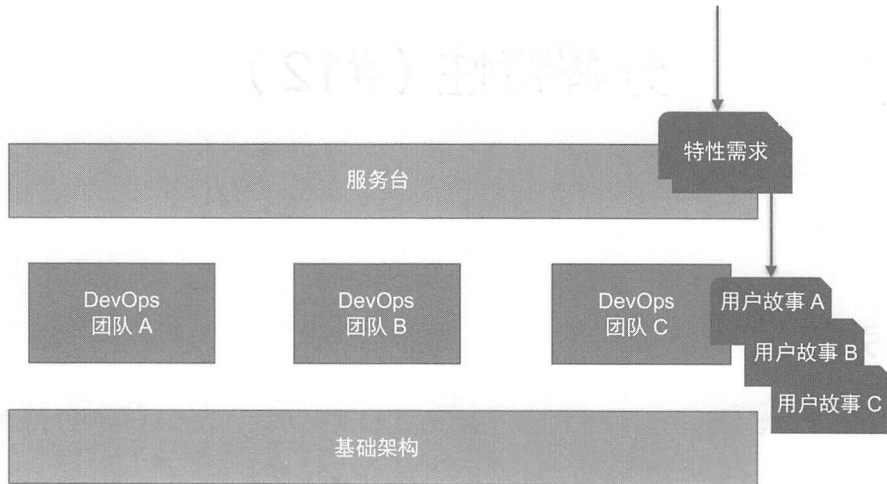 特性需求
服务台
DevOps
团队 A
DevOps
团队 B
DevOps
团队 C
用户故事 A
用户故事 B
用户故事 C
基础架构